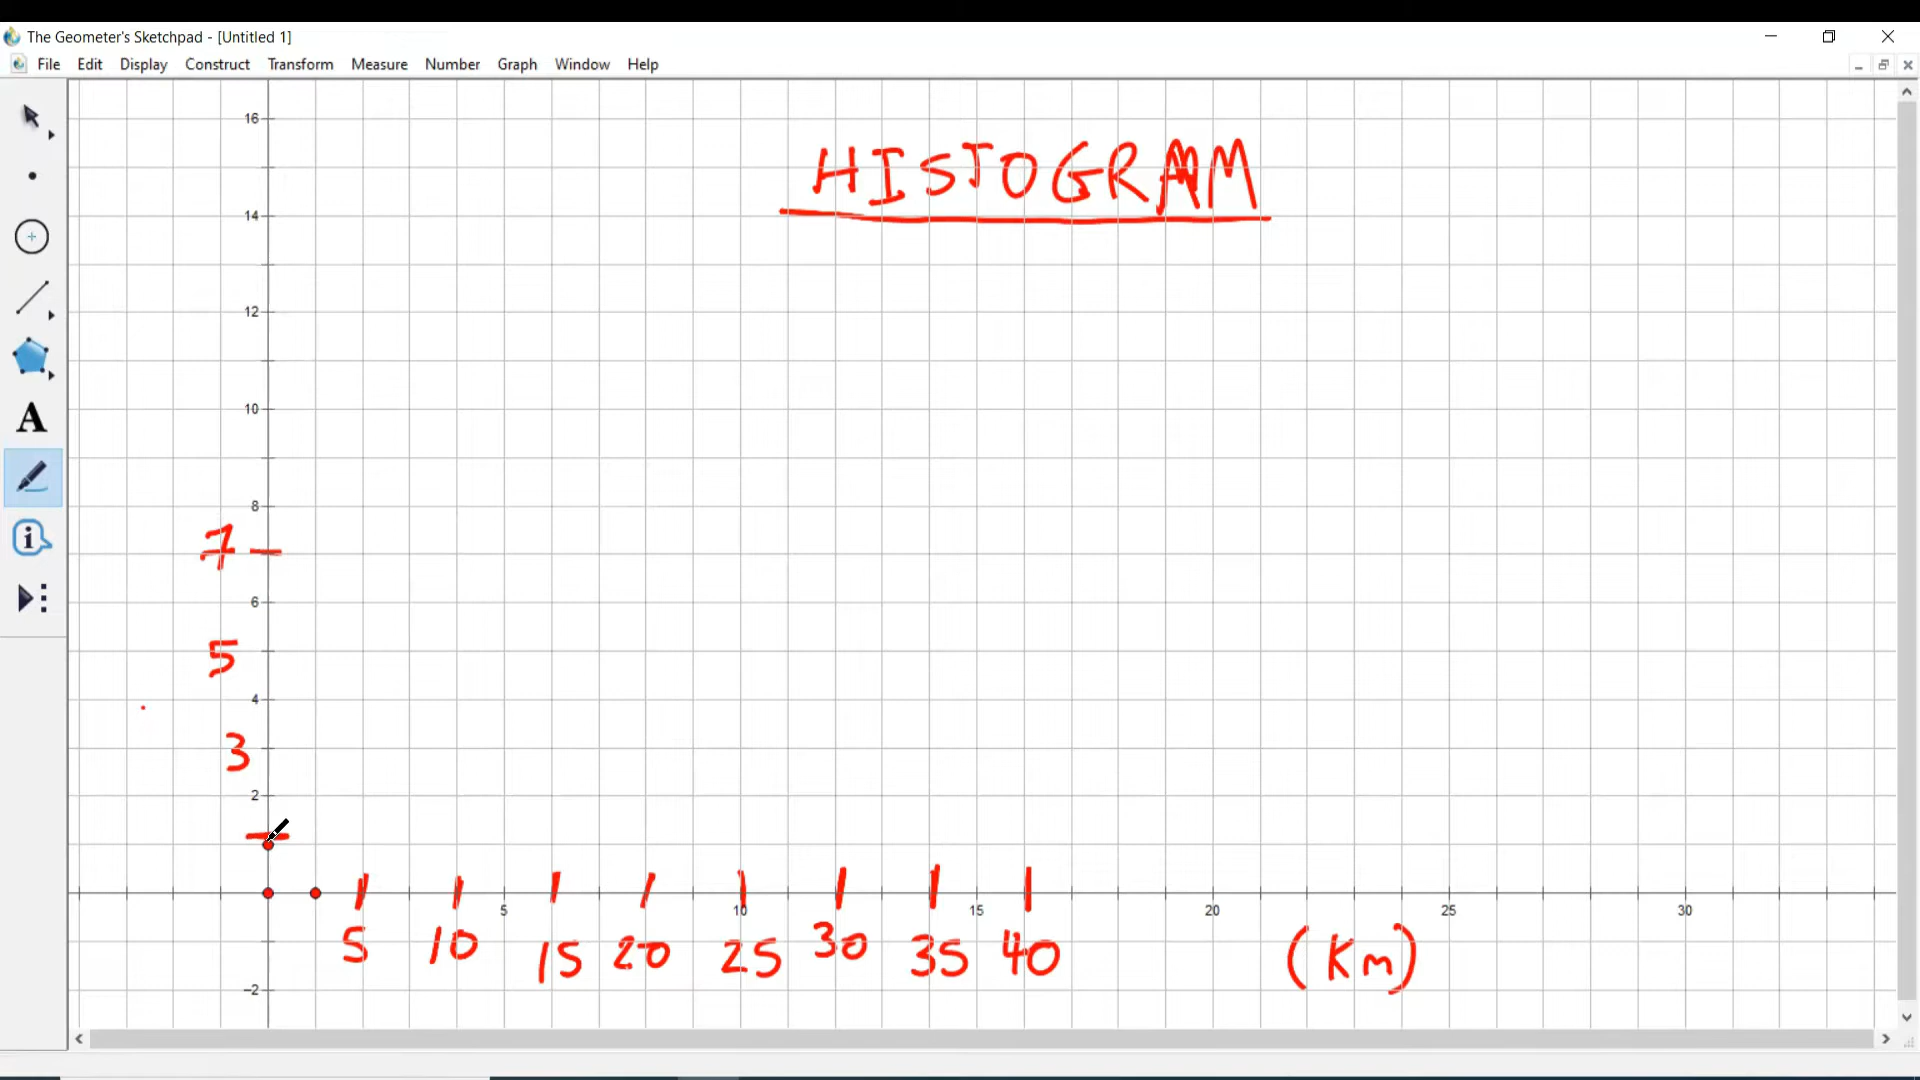 The Geometer's Sketchpad - [Untitled 1]
File Edit Display Construct Transform Measure Number Graph Window Help
16
HISTOGRAM
14
12
10
8
7
6
5
4
3
2
5 10 15 20 25 30
5 10 15 20 25 30 35 40 (Km)
-2
A
i